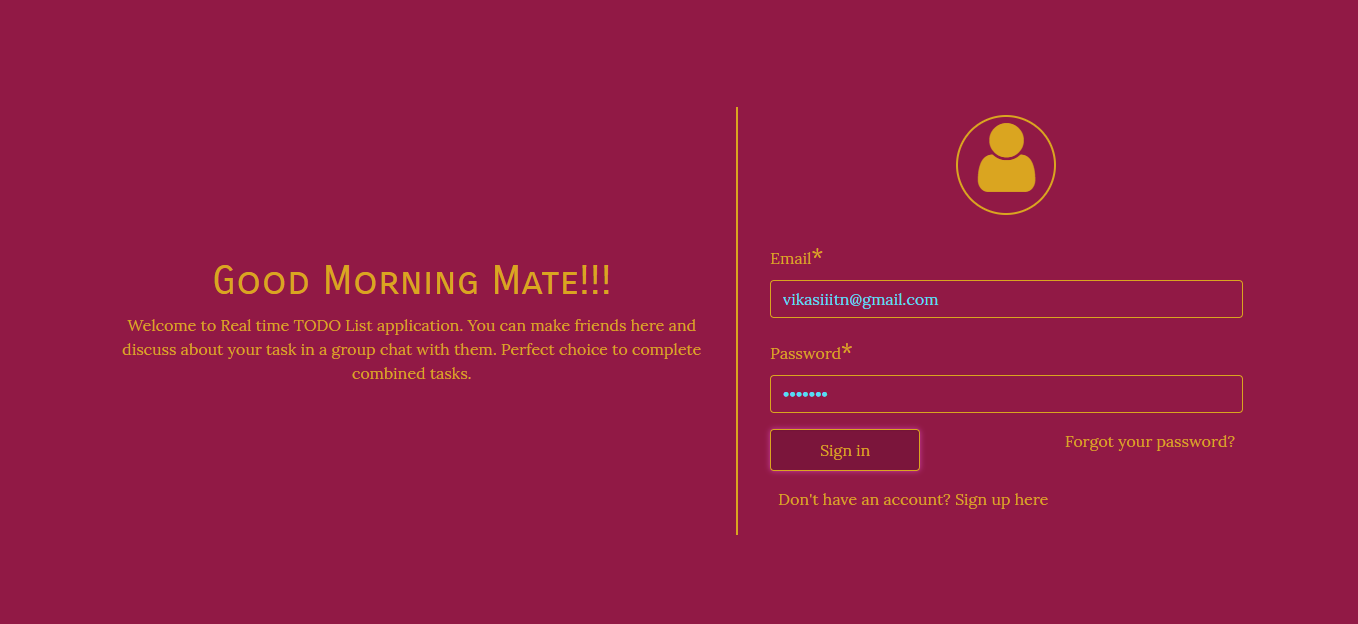 Good Morning Mate!!!
Welcome to Real time TODO List application. You can make friends here and
discuss about your task in a group chat with them. Perfect choice to complete
combined tasks.
Email*
vikasiiitn@gmail.com
Password*
•••••••
Sign in
Forgot your password?
Don't have an account? Sign up here